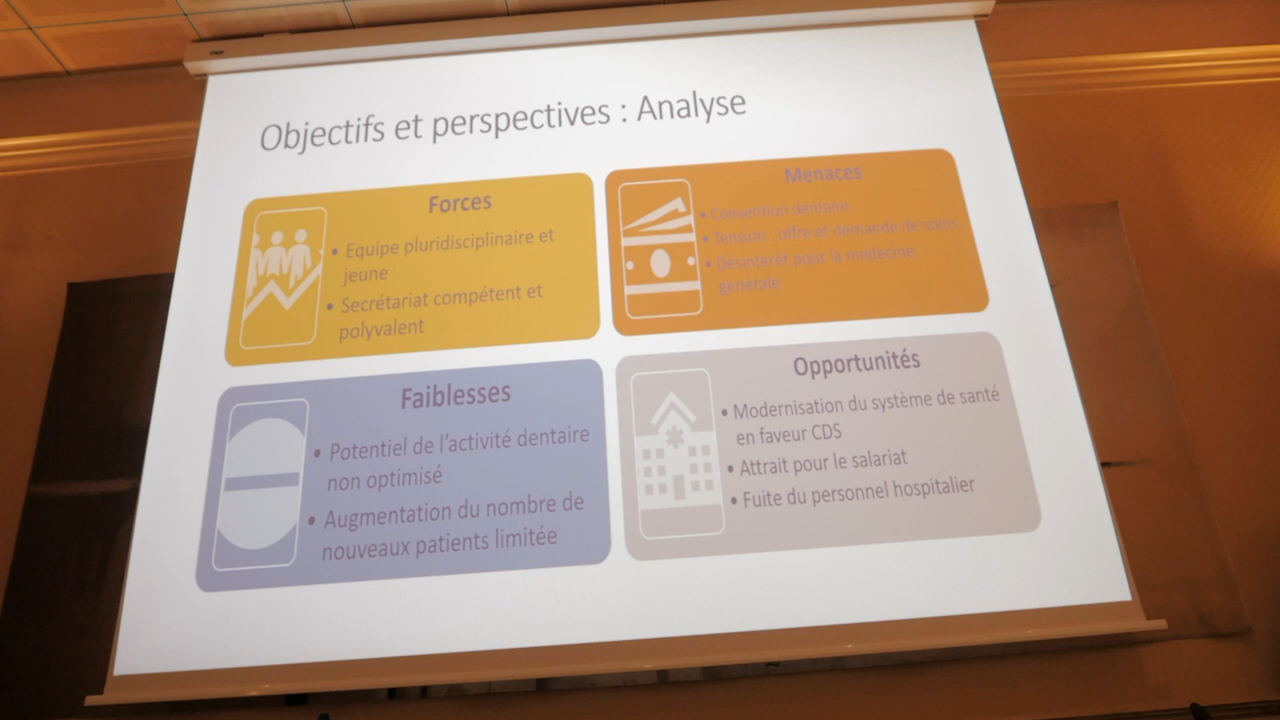 Objectifs et perspectives : Analyse
Forces
• Equipe pluridisciplinaire et
jeune
• Secrétariat compétent et
polyvalent
Menaces
• Convention dentaire
• Tension : offre et demande de soins
• Désintérêt pour la médecine
générale
Faiblesses
• Potentiel de l'activité dentaire
non optimisé
• Augmentation du nombre de
nouveaux patients limitée
Opportunités
• Modernisation du système de santé
en faveur CDS
• Attrait pour le salariat
• Fuite du personnel hospitalier